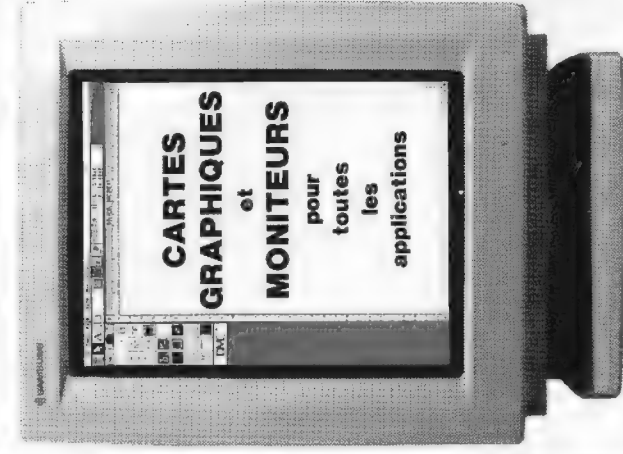 CARTES
GRAPHIQUES
et
MONITEURS
pour
toutes
les
applications